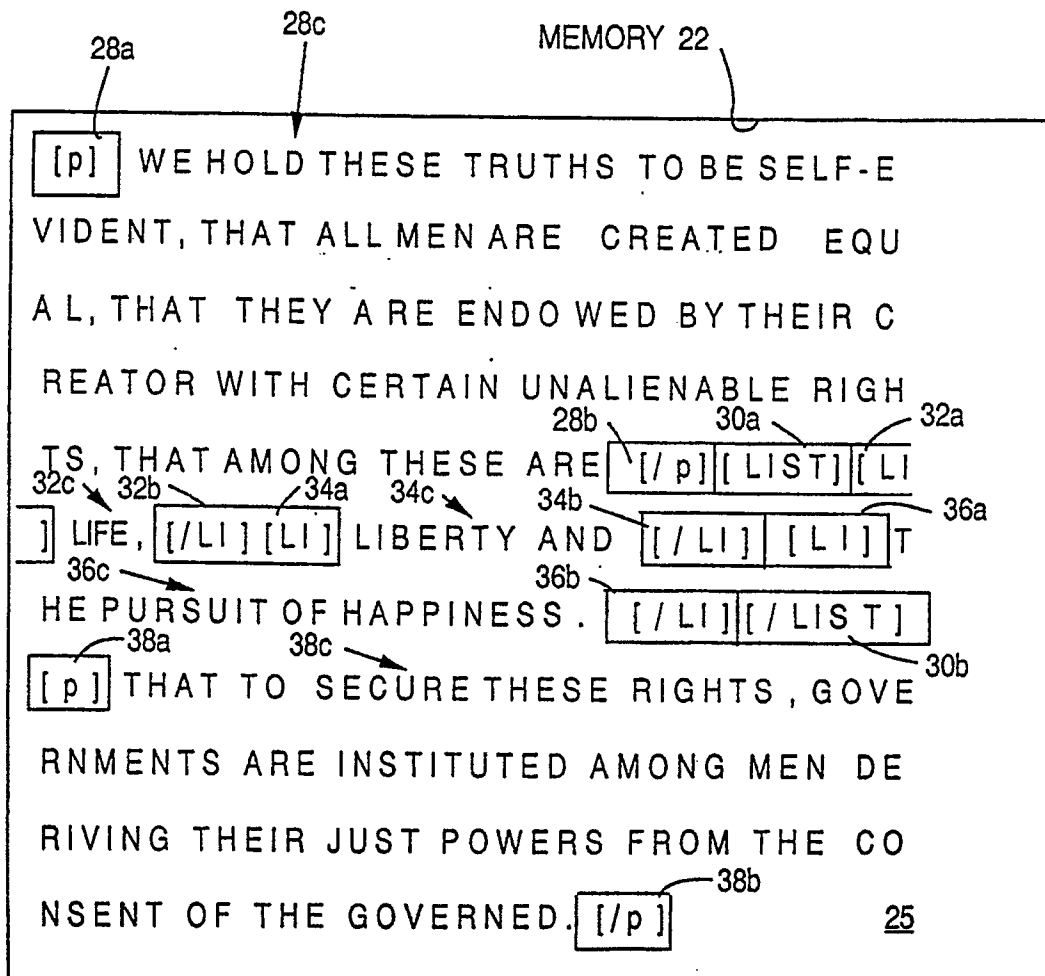 28a 28c MEMORY 22
[p] WE HOLD THESE TRUTHS TO BE SELF-E
VIDENT, THAT ALL MEN ARE CREATED EQU
AL, THAT THEY ARE ENDOWED BY THEIR C
REATOR WITH CERTAIN UNALIENABLE RIGH
28b 30a 32a
TS, THAT AMONG THESE ARE [/p] [LIST] [LI
32c 32b 34a 34c 34b 36a
] LIFE, [/LI] [LI] LIBERTY AND [/LI] [LI] T
36c 36b
HE PURSUIT OF HAPPINESS. [/LI] [/LIST]
38a 38c 30b
[p] THAT TO SECURE THESE RIGHTS, GOVE
RNMENTS ARE INSTITUTED AMONG MEN DE
RIVING THEIR JUST POWERS FROM THE CO
38b
NSENT OF THE GOVERNED. [/p] 25